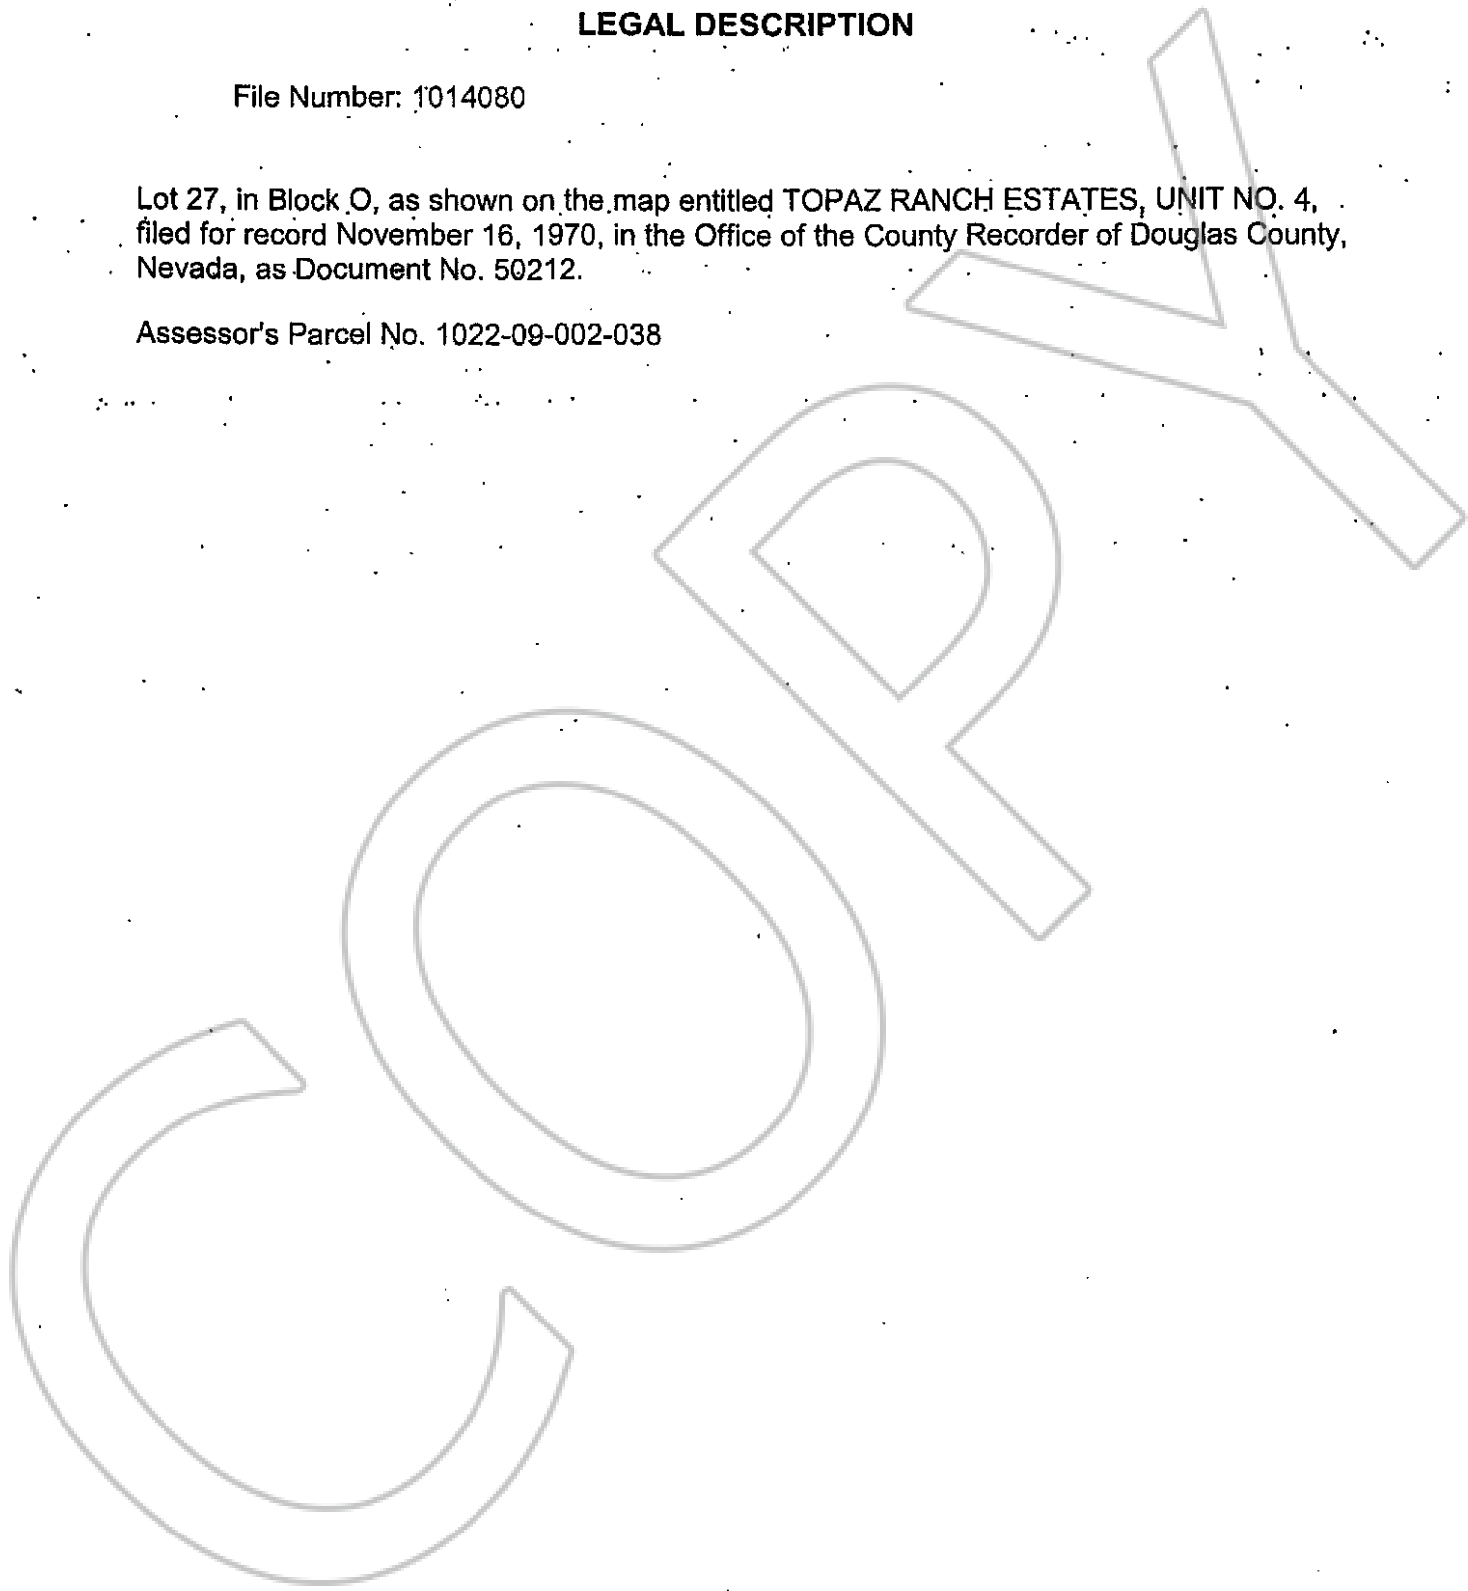 LEGAL DESCRIPTION
File Number: 1014080
Lot 27, in Block O, as shown on the map entitled TOPAZ RANCH ESTATES, UNIT NO. 4,
filed for record November 16, 1970, in the Office of the County Recorder of Douglas County,
Nevada, as Document No. 50212.
Assessor's Parcel No. 1022-09-002-038
COPY